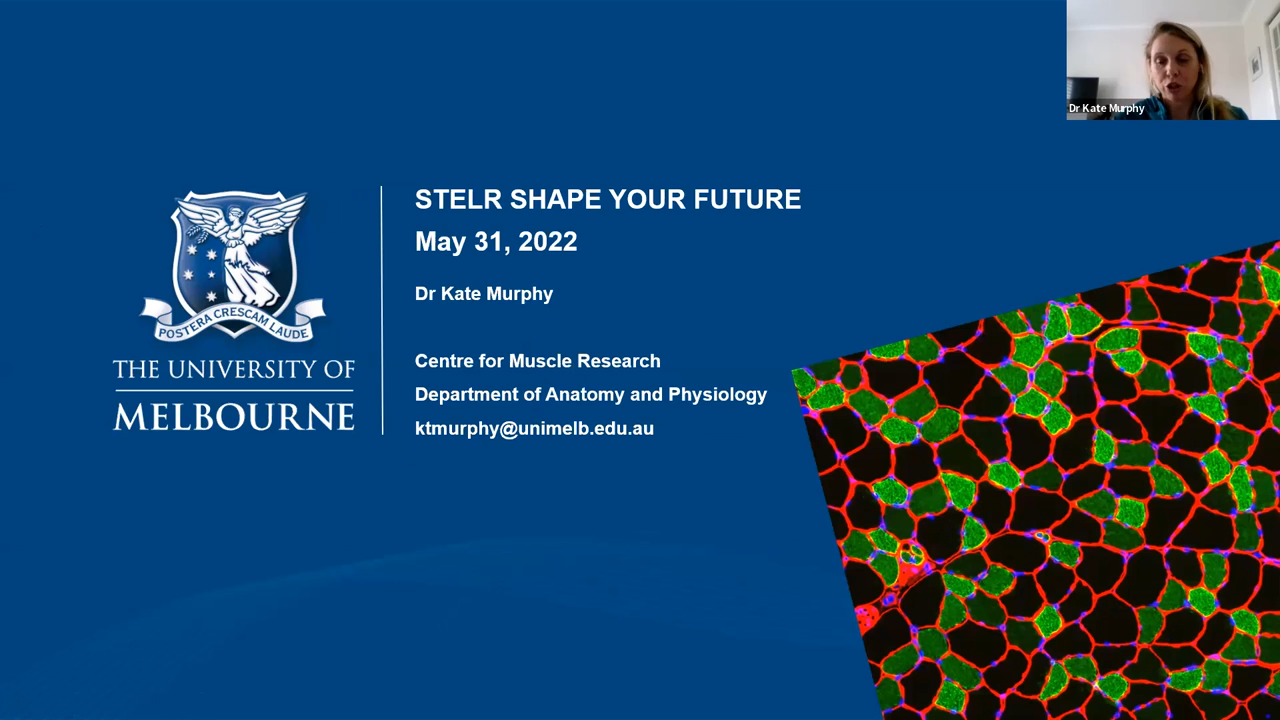 Dr Kate Murphy
POSTERA CRESCAM LAUDE
THE UNIVERSITY OF
MELBOURNE
STELR SHAPE YOUR FUTURE
May 31, 2022
Dr Kate Murphy
Centre for Muscle Research
Department of Anatomy and Physiology
ktmurphy@unimelb.edu.au